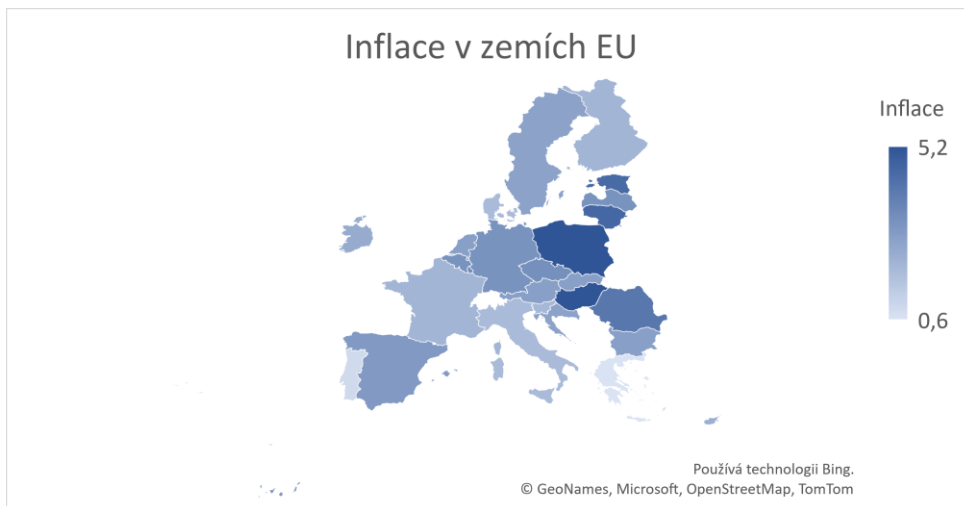 Inflace v zemích EU
Inflace
5,2
0,6
Používá technologii Bing.
© GeoNames, Microsoft, OpenStreetMap, TomTom